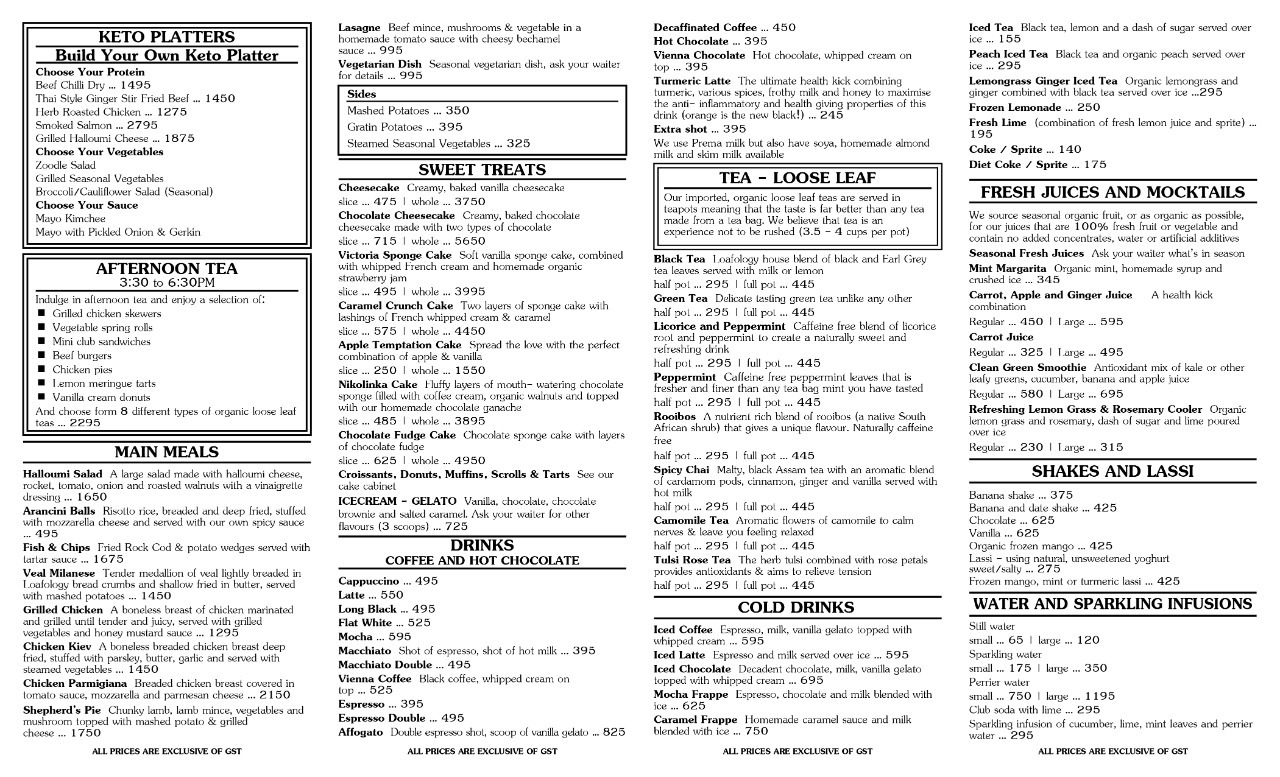 KETO PLATTERS
Build Your Own Keto Platter
Choose Your Protein
Beef Chilli Dry ... 1495
Thai Style Ginger Stir Fried Beef ... 1450
Herb Roasted Chicken ... 1275
Smoked Salmon ... 2795
Grilled Halloumi Cheese ... 1875
Choose Your Vegetables
Zoodle Salad
Grilled Seasonal Vegetables
Broccoli/Cauliflower Salad (Seasonal)
Choose Your Sauce
Mayo Kimchee
Mayo with Pickled Onion & Gerkin
AFTERNOON TEA
3:30 to 6:30PM
Indulge in afternoon tea and enjoy a selection of:
■ Grilled chicken skewers
■ Vegetable spring rolls
■ Mini club sandwiches
■ Beef burgers
■ Chicken pies
■ Lemon meringue tarts
■ Vanilla cream donuts
And choose form 8 different types of organic loose leaf
teas ... 2295
MAIN MEALS
Halloumi Salad A large salad made with halloumi cheese,
rocket, tomato, onion and roasted walnuts with a vinaigrette
dressing ... 1650
Arancini Balls Risotto rice, breaded and deep fried, stuffed
with mozzarella cheese and served with our own spicy sauce
... 495
Fish & Chips Fried Rock Cod & potato wedges served with
tartar sauce ... 1675
Veal Milanese Tender medallion of veal lightly breaded in
Loafology bread crumbs and shallow fried in butter, served
with mashed potatoes ... 1450
Grilled Chicken A boneless breast of chicken marinated
and grilled until tender and juicy, served with grilled
vegetables and honey mustard sauce ... 1295
Chicken Kiev A boneless breaded chicken breast deep
fried, stuffed with parsley, butter, garlic and served with
steamed vegetables ... 1450
Chicken Parmigiana Breaded chicken breast covered in
tomato sauce, mozzarella and parmesan cheese ... 2150
Shepherd's Pie Chunky lamb, lamb mince, vegetables and
mushroom topped with mashed potato & grilled
cheese ... 1750
ALL PRICES ARE EXCLUSIVE OF GST
Lasagne Beef mince, mushrooms & vegetable in a
homemade tomato sauce with cheesy bechamel
sauce ... 995
Vegetarian Dish Seasonal vegetarian dish, ask your waiter
for details ... 995
Sides
Mashed Potatoes ... 350
Gratin Potatoes ... 395
Steamed Seasonal Vegetables ... 325
SWEET TREATS
Cheesecake Creamy, baked vanilla cheesecake
slice ... 475 | whole ... 3750
Chocolate Cheesecake Creamy, baked chocolate
cheesecake made with two types of chocolate
slice ... 715 | whole ... 5650
Victoria Sponge Cake Soft vanilla sponge cake, combined
with whipped French cream and homemade organic
strawberry jam
slice ... 495 | whole ... 3995
Caramel Crunch Cake Two layers of sponge cake with
lashings of French whipped cream & caramel
slice ... 575 | whole ... 4450
Apple Temptation Cake Spread the love with the perfect
combination of apple & vanilla
slice ... 250 | whole ... 1550
Nikolinka Cake Fluffy layers of mouth- watering chocolate
sponge filled with coffee cream, organic walnuts and topped
with our homemade chocolate ganache
slice ... 485 | whole ... 3895
Chocolate Fudge Cake Chocolate sponge cake with layers
of chocolate fudge
slice ... 625 | whole ... 4950
Croissants, Donuts, Muffins, Scrolls & Tarts See our
cake cabinet
ICECREAM - GELATO Vanilla, chocolate, chocolate
brownie and salted caramel. Ask your waiter for other
flavours (3 scoops) ... 725
DRINKS
COFFEE AND HOT CHOCOLATE
Cappuccino ... 495
Latte ... 550
Long Black ... 495
Flat White ... 525
Mocha ... 595
Macchiato Shot of espresso, shot of hot milk ... 395
Macchiato Double ... 495
Vienna Coffee Black coffee, whipped cream on
top ... 525
Espresso ... 395
Espresso Double ... 495
Affogato Double espresso shot, scoop of vanilla gelato ... 825
ALL PRICES ARE EXCLUSIVE OF GST
Decaffinated Coffee ... 450
Hot Chocolate ... 395
Vienna Chocolate Hot chocolate, whipped cream on
top ... 395
Turmeric Latte The ultimate health kick combining
turmeric, various spices, frothy milk and honey to maximise
the anti- inflammatory and health giving properties of this
drink (orange is the new black!) ... 245
Extra shot ... 395
We use Prema milk but also have soya, homemade almond
milk and skim milk available
TEA - LOOSE LEAF
Our imported, organic loose leaf teas are served in
teapots meaning that the taste is far better than any tea
made from a tea bag. We believe that tea is an
experience not to be rushed (3.5 - 4 cups per pot)
Black Tea Loafology house blend of black and Earl Grey
tea leaves served with milk or lemon
half pot ... 295 | full pot ... 445
Green Tea Delicate tasting green tea unlike any other
half pot ... 295 | full pot ... 445
Licorice and Peppermint Caffeine free blend of licorice
root and peppermint to create a naturally sweet and
refreshing drink
half pot ... 295 | full pot ... 445
Peppermint Caffeine free peppermint leaves that is
fresher and finer than any tea bag mint you have tasted
half pot ... 295 | full pot ... 445
Rooibos A nutrient rich blend of rooibos (a native South
African shrub) that gives a unique flavour. Naturally caffeine
free
half pot ... 295 | full pot ... 445
Spicy Chai Malty, black Assam tea with an aromatic blend
of cardamom pods, cinnamon, ginger and vanilla served with
hot milk
half pot ... 295 | full pot ... 445
Camomile Tea Aromatic flowers of camomile to calm
nerves & leave you feeling relaxed
half pot ... 295 | full pot ... 445
Tulsi Rose Tea The herb tulsi combined with rose petals
provides antioxidants & aims to relieve tension
half pot ... 295 | full pot ... 445
COLD DRINKS
Iced Coffee Espresso, milk, vanilla gelato topped with
whipped cream ... 595
Iced Latte Espresso and milk served over ice ... 595
Iced Chocolate Decadent chocolate, milk, vanilla gelato
topped with whipped cream ... 695
Mocha Frappe Espresso, chocolate and milk blended with
ice ... 625
Caramel Frappe Homemade caramel sauce and milk
blended with ice ... 750
ALL PRICES ARE EXCLUSIVE OF GST
Iced Tea Black tea, lemon and a dash of sugar served over
ice ... 155
Peach Iced Tea Black tea and organic peach served over
ice ... 295
Lemongrass Ginger Iced Tea Organic lemongrass and
ginger combined with black tea served over ice ...295
Frozen Lemonade ... 250
Fresh Lime (combination of fresh lemon juice and sprite) ...
195
Coke / Sprite ... 140
Diet Coke / Sprite ... 175
FRESH JUICES AND MOCKTAILS
We source seasonal organic fruit, or as organic as possible,
for our juices that are 100% fresh fruit or vegetable and
contain no added concentrates, water or artificial additives
Seasonal Fresh Juices Ask your waiter what's in season
Mint Margarita Organic mint, homemade syrup and
crushed ice ... 345
Carrot, Apple and Ginger Juice A health kick
combination
Regular ... 450 | Large ... 595
Carrot Juice
Regular ... 325 | Large ... 495
Clean Green Smoothie Antioxidant mix of kale or other
leafy greens, cucumber, banana and apple juice
Regular ... 580 | Large ... 695
Refreshing Lemon Grass & Rosemary Cooler Organic
lemon grass and rosemary, dash of sugar and lime poured
over ice
Regular ... 230 | Large ... 315
SHAKES AND LASSI
Banana shake ... 375
Banana and date shake ... 425
Chocolate ... 625
Vanilla ... 625
Organic frozen mango ... 425
Lassi - using natural, unsweetened yoghurt
sweet/salty ... 275
Frozen mango, mint or turmeric lassi ... 425
WATER AND SPARKLING INFUSIONS
Still water
small ... 65 | large ... 120
Sparkling water
small ... 175 | large ... 350
Perrier water
small ... 750 | large ... 1195
Club soda with lime ... 295
Sparkling infusion of cucumber, lime, mint leaves and perrier
water ... 295
ALL PRICES ARE EXCLUSIVE OF GST